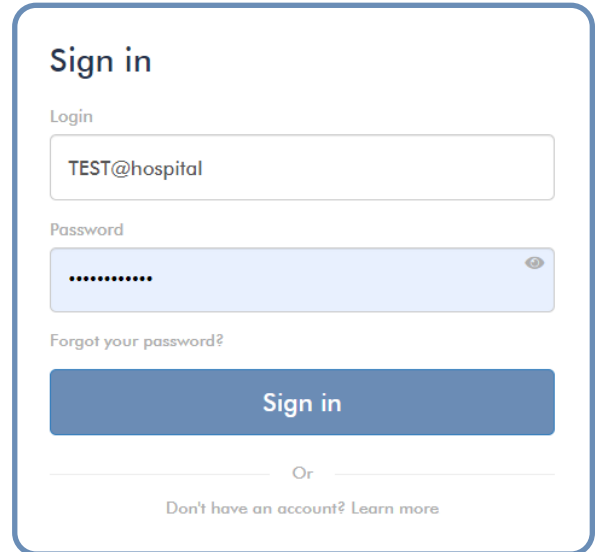 Sign in
Login
TEST@hospital
Password
••••••••••••
Forgot your password?
Sign in
Or
Don't have an account? Learn more